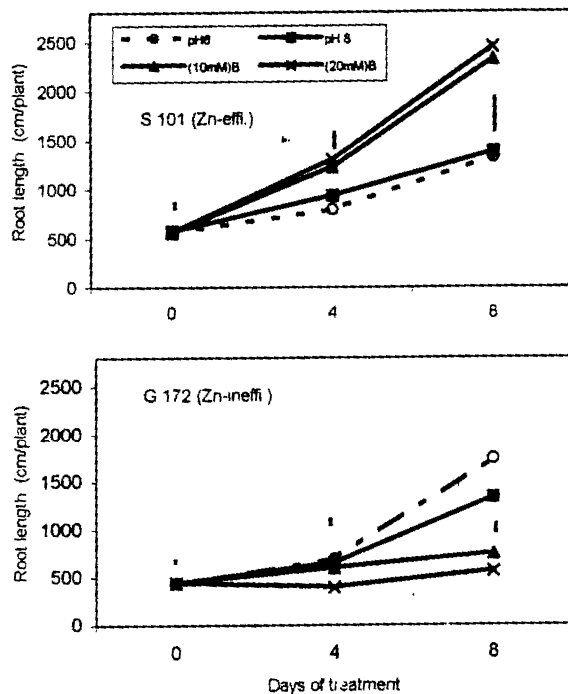 2500
2000
1500
1000
500
0
Root length (cm/plant)
pH6 pH 8
(10mM)B (20mM)B
S 101 (Zn-effi.)
0 4 8
2500
2000
1500
1000
500
0
Root length (cm/plant)
G 172 (Zn-ineffi.)
0 4 8
Days of treatment